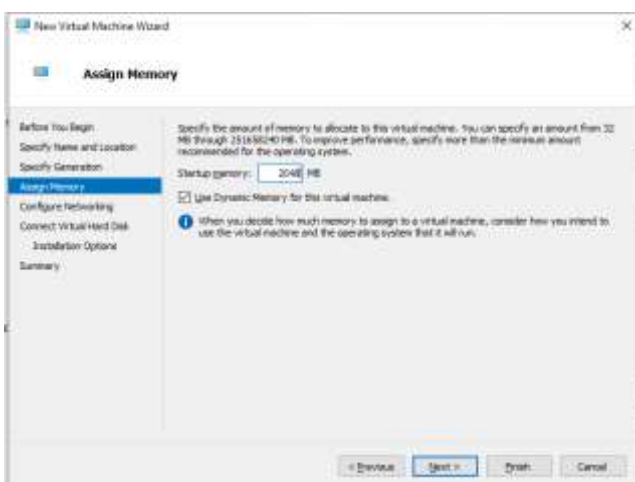 New Virtual Machine Wizard
Assign Memory
Before You Begin
Specify Name and Location
Specify Generation
Assign Memory
Configure Networking
Connect Virtual Hard Disk
Installation Options
Summary
Specify the amount of memory to allocate to this virtual machine. You can specify an amount from 32
MB through 251658240 MB. To improve performance, specify more than the minimum amount
recommended for the operating system.
Startup memory: 2048 MB
Use Dynamic Memory for this virtual machine.
When you decide how much memory to assign to a virtual machine, consider how you intend to
use the virtual machine and the operating system that it will run.
< Previous Next > Finish Cancel